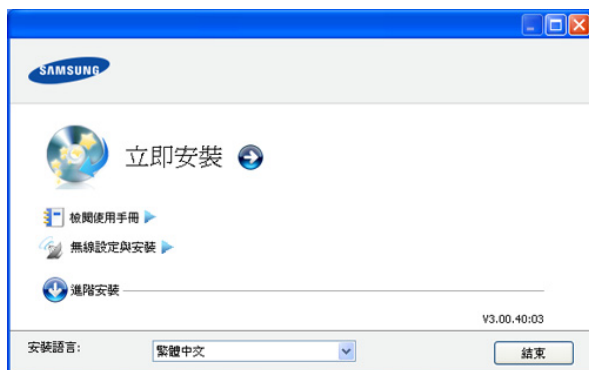 SAMSUNG
立即安裝
檢閱使用手冊
無線設定與安裝
進階安裝
V3.00.40:03
安裝語言:
繁體中文
結束